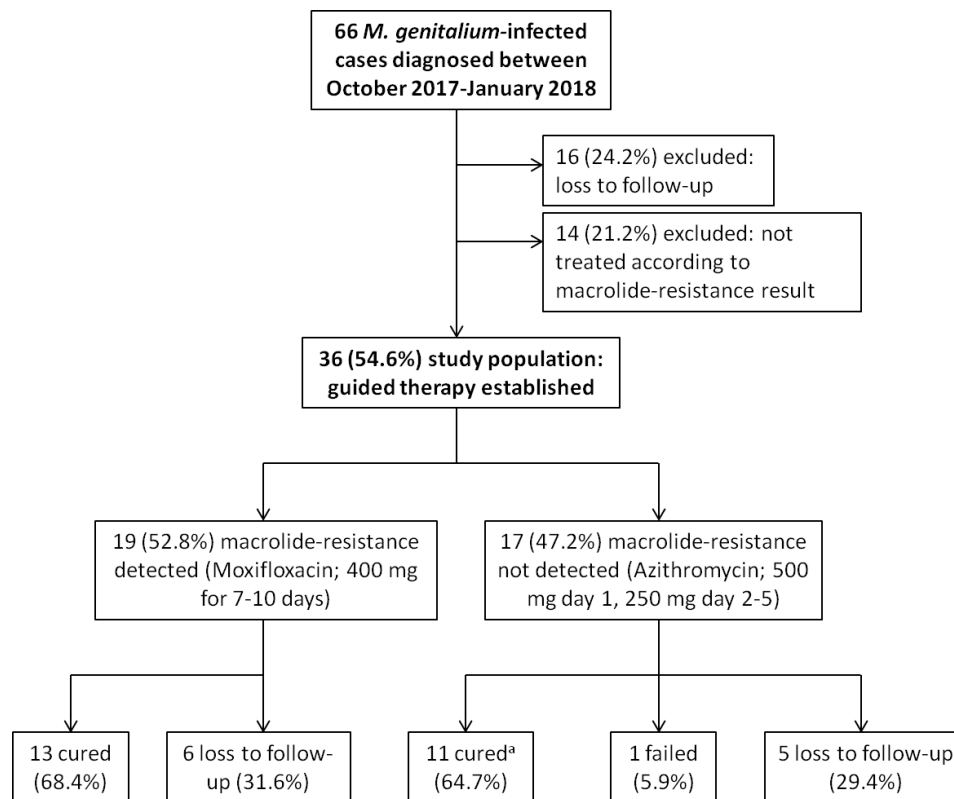 66 M. genitalium-infected
cases diagnosed between
October 2017-January 2018
16 (24.2%) excluded:
loss to follow-up
14 (21.2%) excluded: not
treated according to
macrolide-resistance result
36 (54.6%) study population:
guided therapy established
19 (52.8%) macrolide-resistance
detected (Moxifloxacin; 400 mg
for 7-10 days)
17 (47.2%) macrolide-resistance
not detected (Azithromycin; 500
mg day 1, 250 mg day 2-5)
13 cured
(68.4%)
6 loss to follow-
up (31.6%)
11 curedᵃ
(64.7%)
1 failed
(5.9%)
5 loss to follow-up
(29.4%)